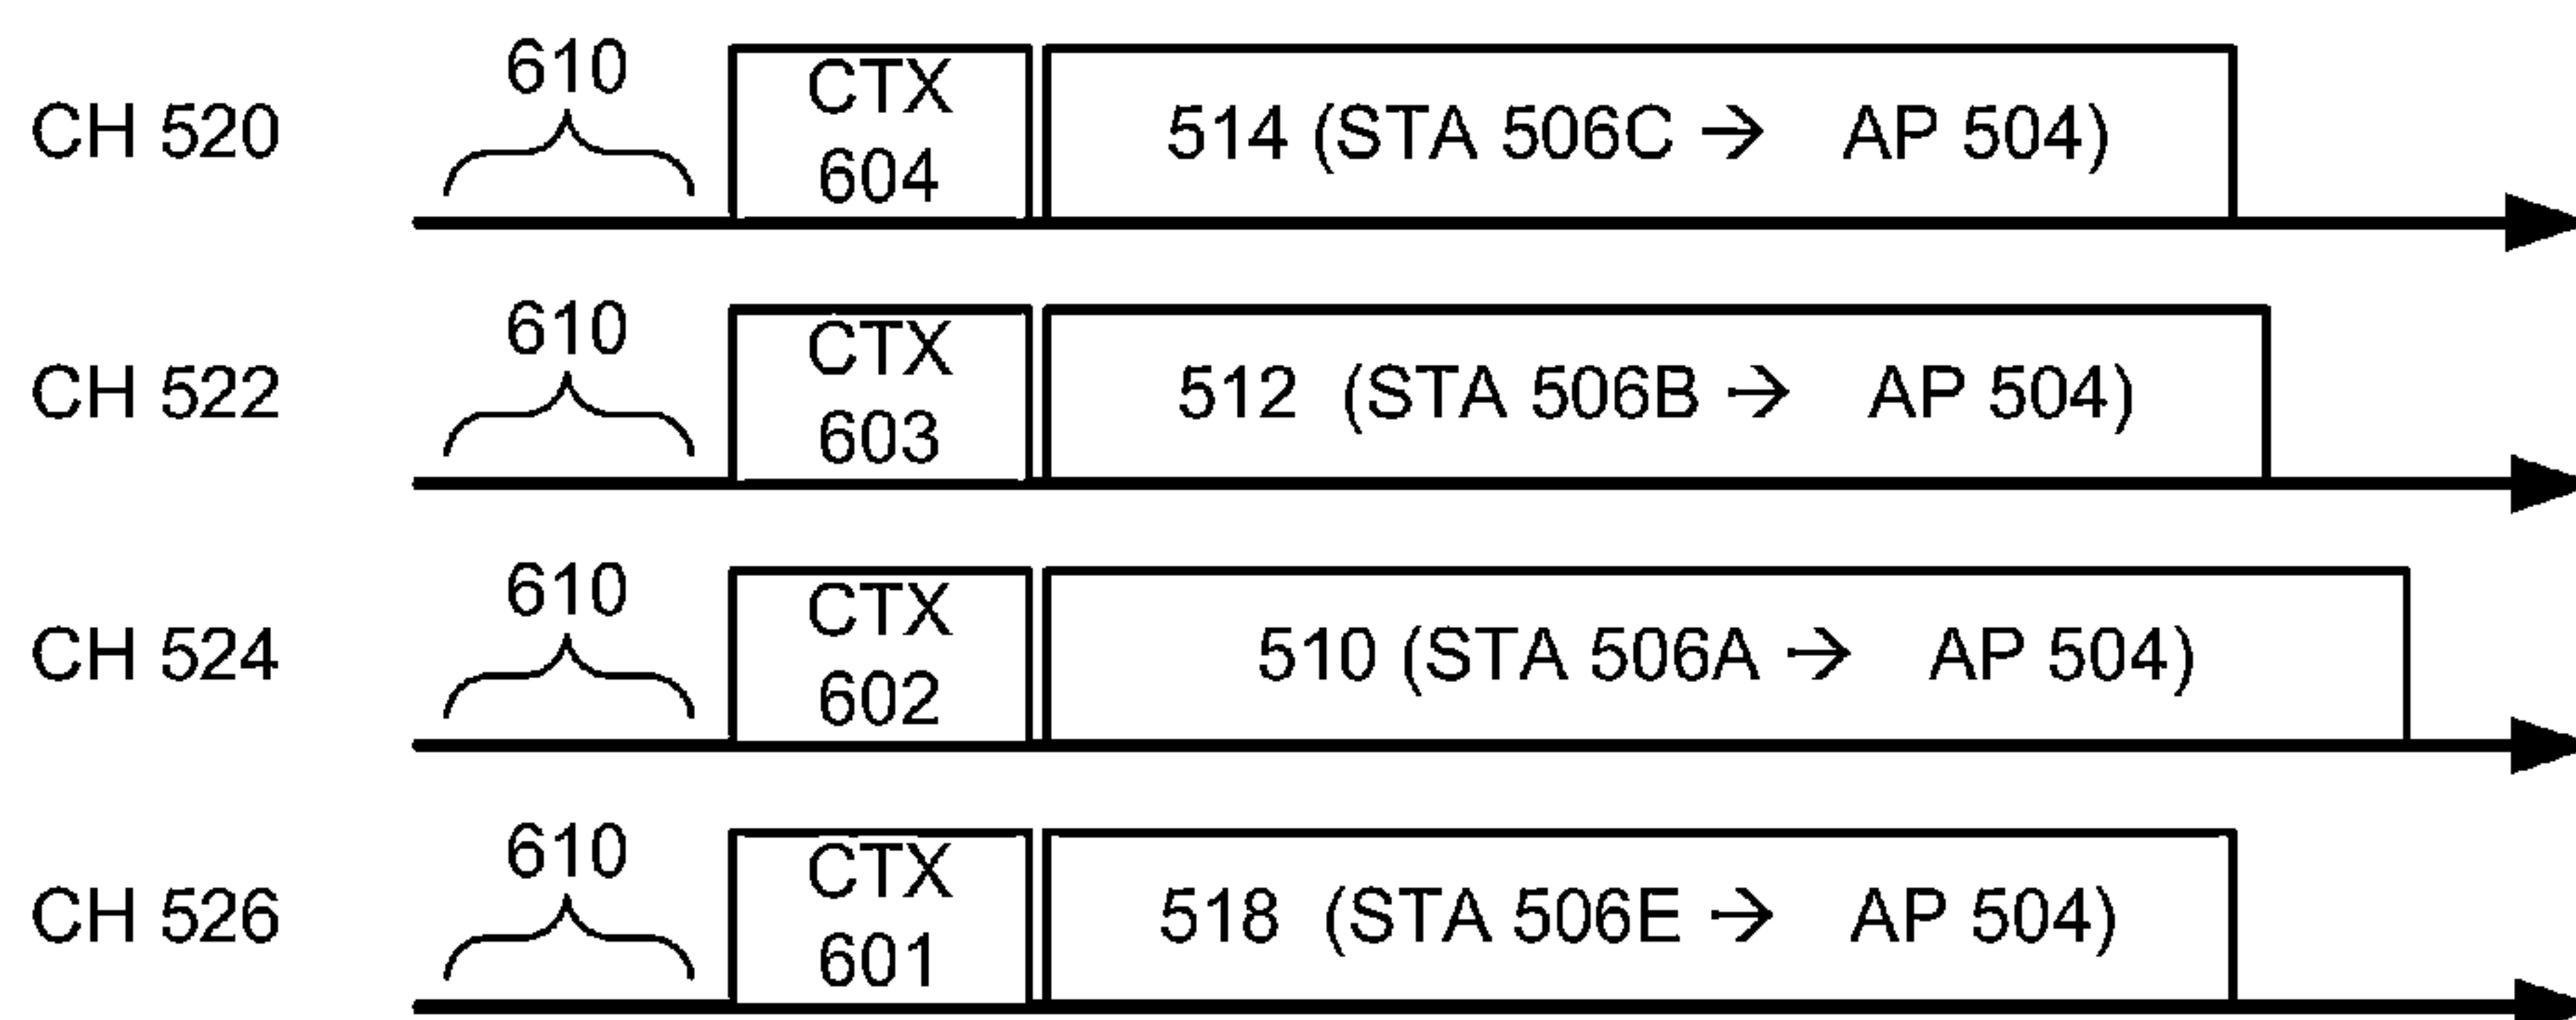 CH 520
610
CTX
604
514 (STA 506C → AP 504)
CH 522
610
CTX
603
512 (STA 506B → AP 504)
CH 524
610
CTX
602
510 (STA 506A → AP 504)
CH 526
610
CTX
601
518 (STA 506E → AP 504)